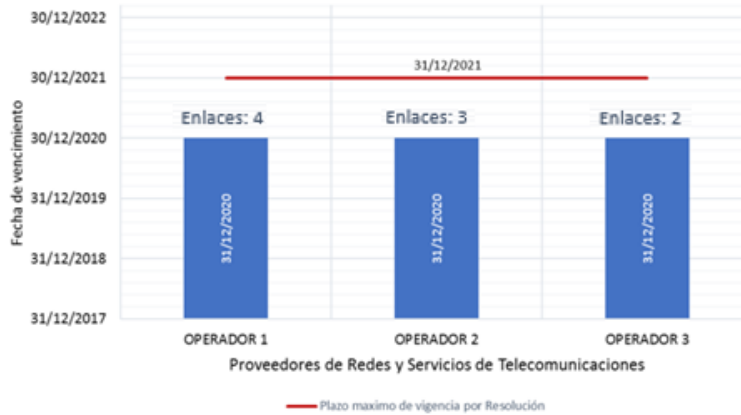 30/12/2022
30/12/2021
30/12/2020
31/12/2019
31/12/2018
31/12/2017
Fecha de vencimiento
31/12/2021
Enlaces: 4
Enlaces: 3
Enlaces: 2
31/12/2020
31/12/2020
31/12/2020
OPERADOR 1
OPERADOR 2
OPERADOR 3
Proveedores de Redes y Servicios de Telecomunicaciones
Plazo maximo de vigencia por Resolución